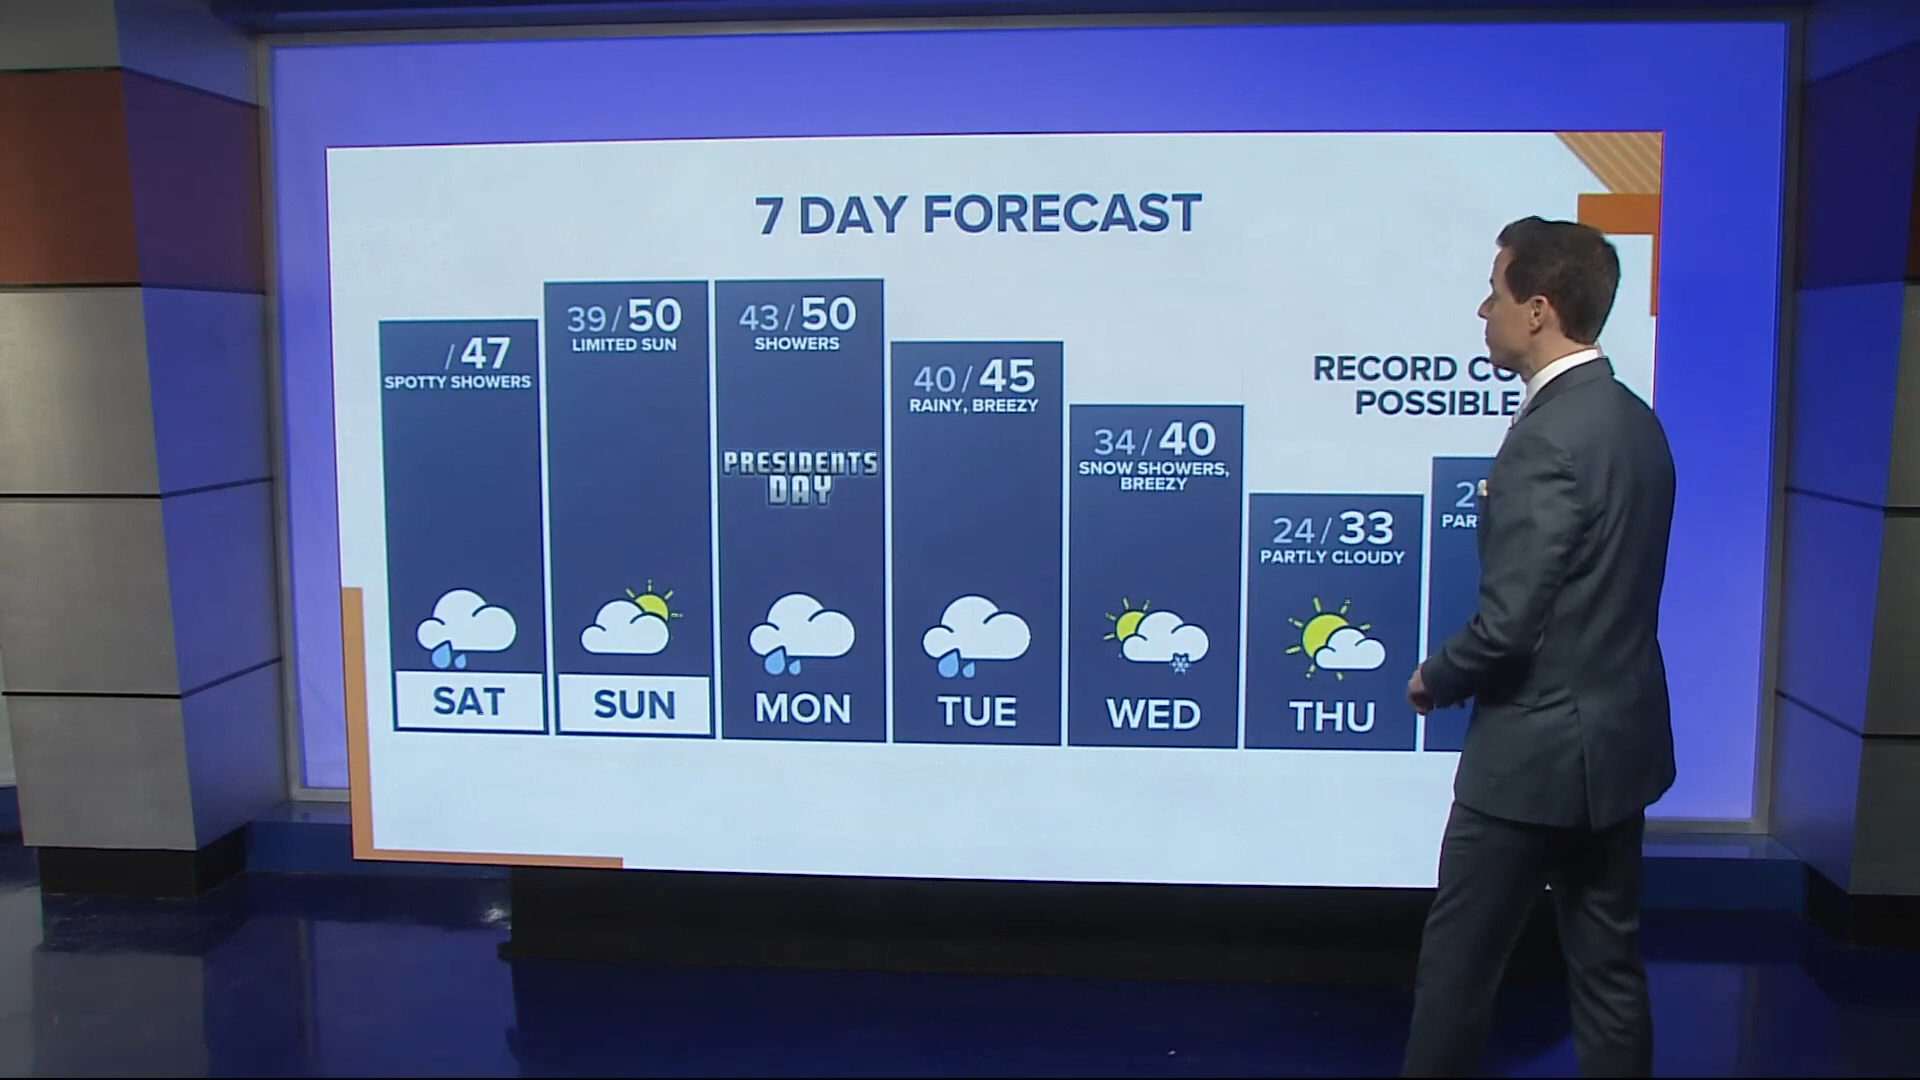 7 DAY FORECAST
/47
SPOTTY SHOWERS
SAT
39/50
LIMITED SUN
SUN
43/50
SHOWERS
PRESIDENTS
DAY
MON
40/45
RAINY, BREEZY
TUE
34/40
SNOW SHOWERS,
BREEZY
WED
24/33
PARTLY CLOUDY
THU
RECORD
POSSIBLE